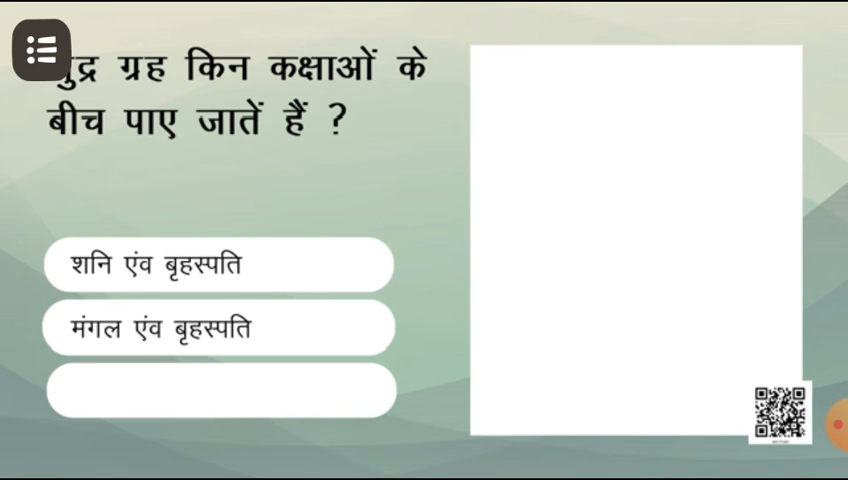 ग्रह किन कक्षाओं के
बीच पाए जातें हैं ?
शनि एंव बृहस्पति
मंगल एंव बृहस्पति